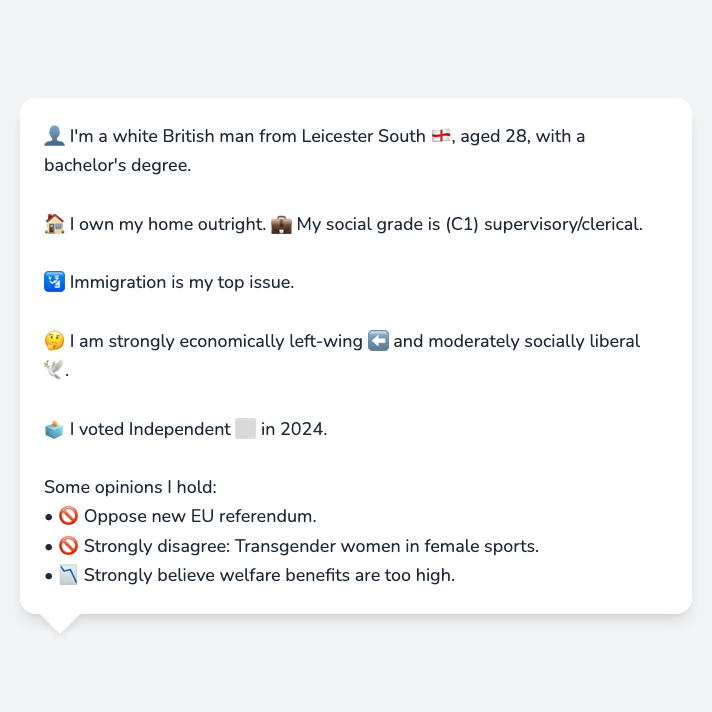 👤 I'm a white British man from Leicester South 🏴󠁧󠁢󠁥󠁮󠁧󠁿, aged 28, with a
bachelor's degree.
🏠 I own my home outright. 💼 My social grade is (C1) supervisory/clerical.
🛂 Immigration is my top issue.
🤔 I am strongly economically left-wing ⬅️ and moderately socially liberal
🕊️.
🗳️ I voted Independent ⬜ in 2024.
Some opinions I hold:
• 🚫 Oppose new EU referendum.
• 🚫 Strongly disagree: Transgender women in female sports.
• 📉 Strongly believe welfare benefits are too high.